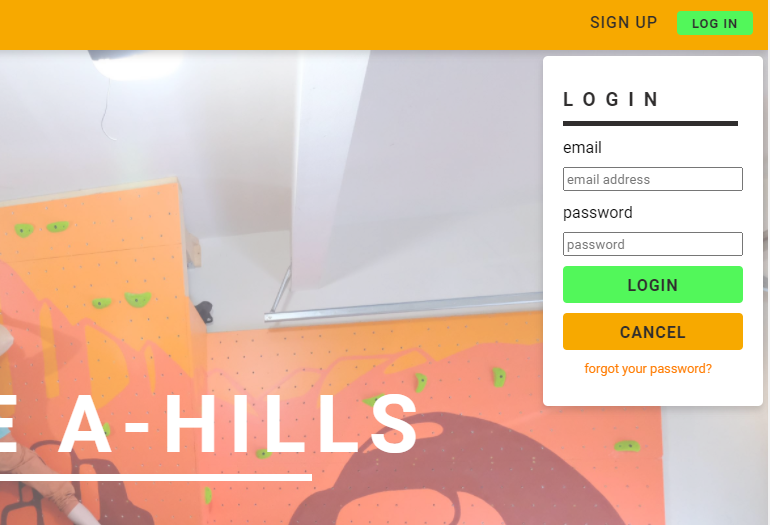 SIGN UP
LOG IN
LOGIN
email
email address
password
password
LOGIN
CANCEL
forgot your password?
E A-HILLS